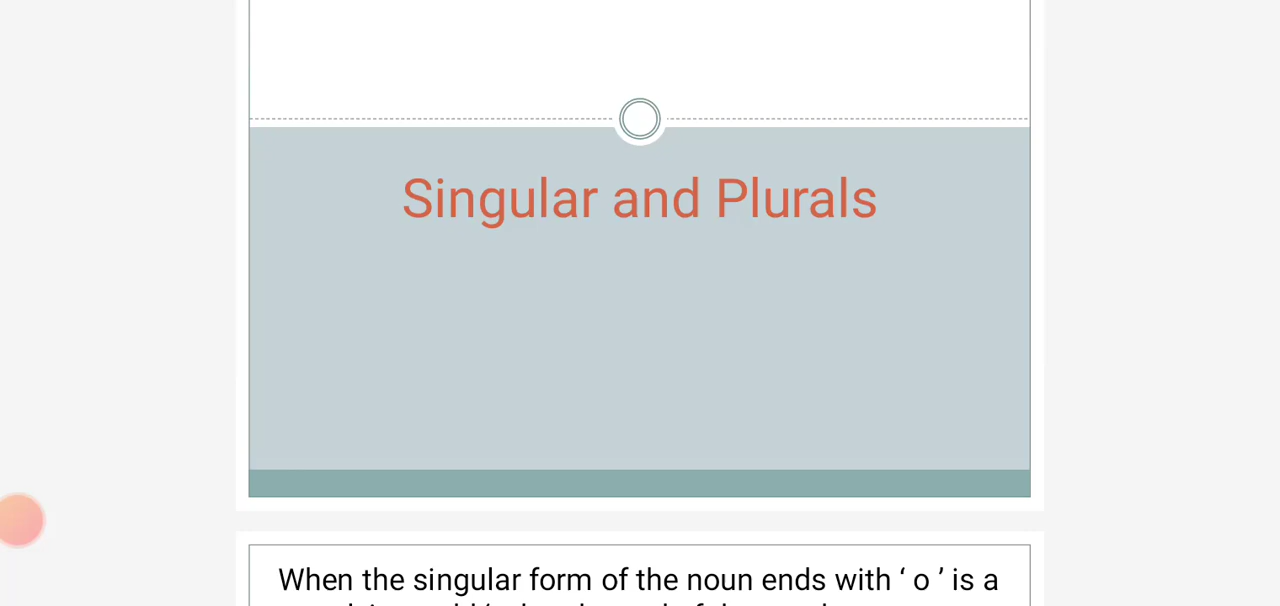 Singular and Plurals
When the singular form of the noun ends with ‘ o ’ is a